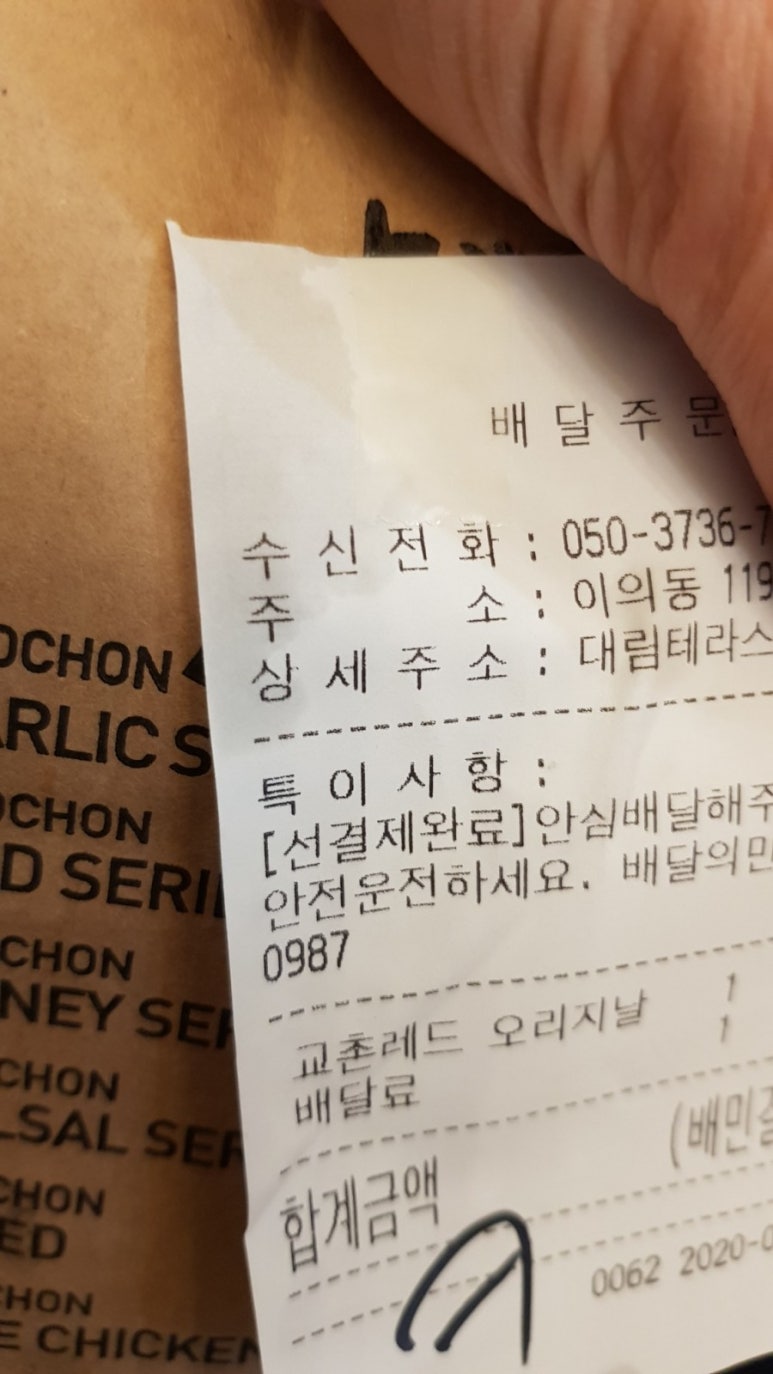 배달주문
수신전화 : 050-3736-7
주소 : 이의동 119
상세주소 : 대림테라스
특이사항 :
[선결제완료]안심배달해주
안전운전하세요. 배달의민
0987
교촌레드 오리지날 1
배달료 1
(배민결
합계금액
0062 2020-0
OCHON
ARLIC S
OCHON
D SERI
CHON
NEY SER
CHON
LSAL SER
CHON
ED
CHON
E CHICKEN